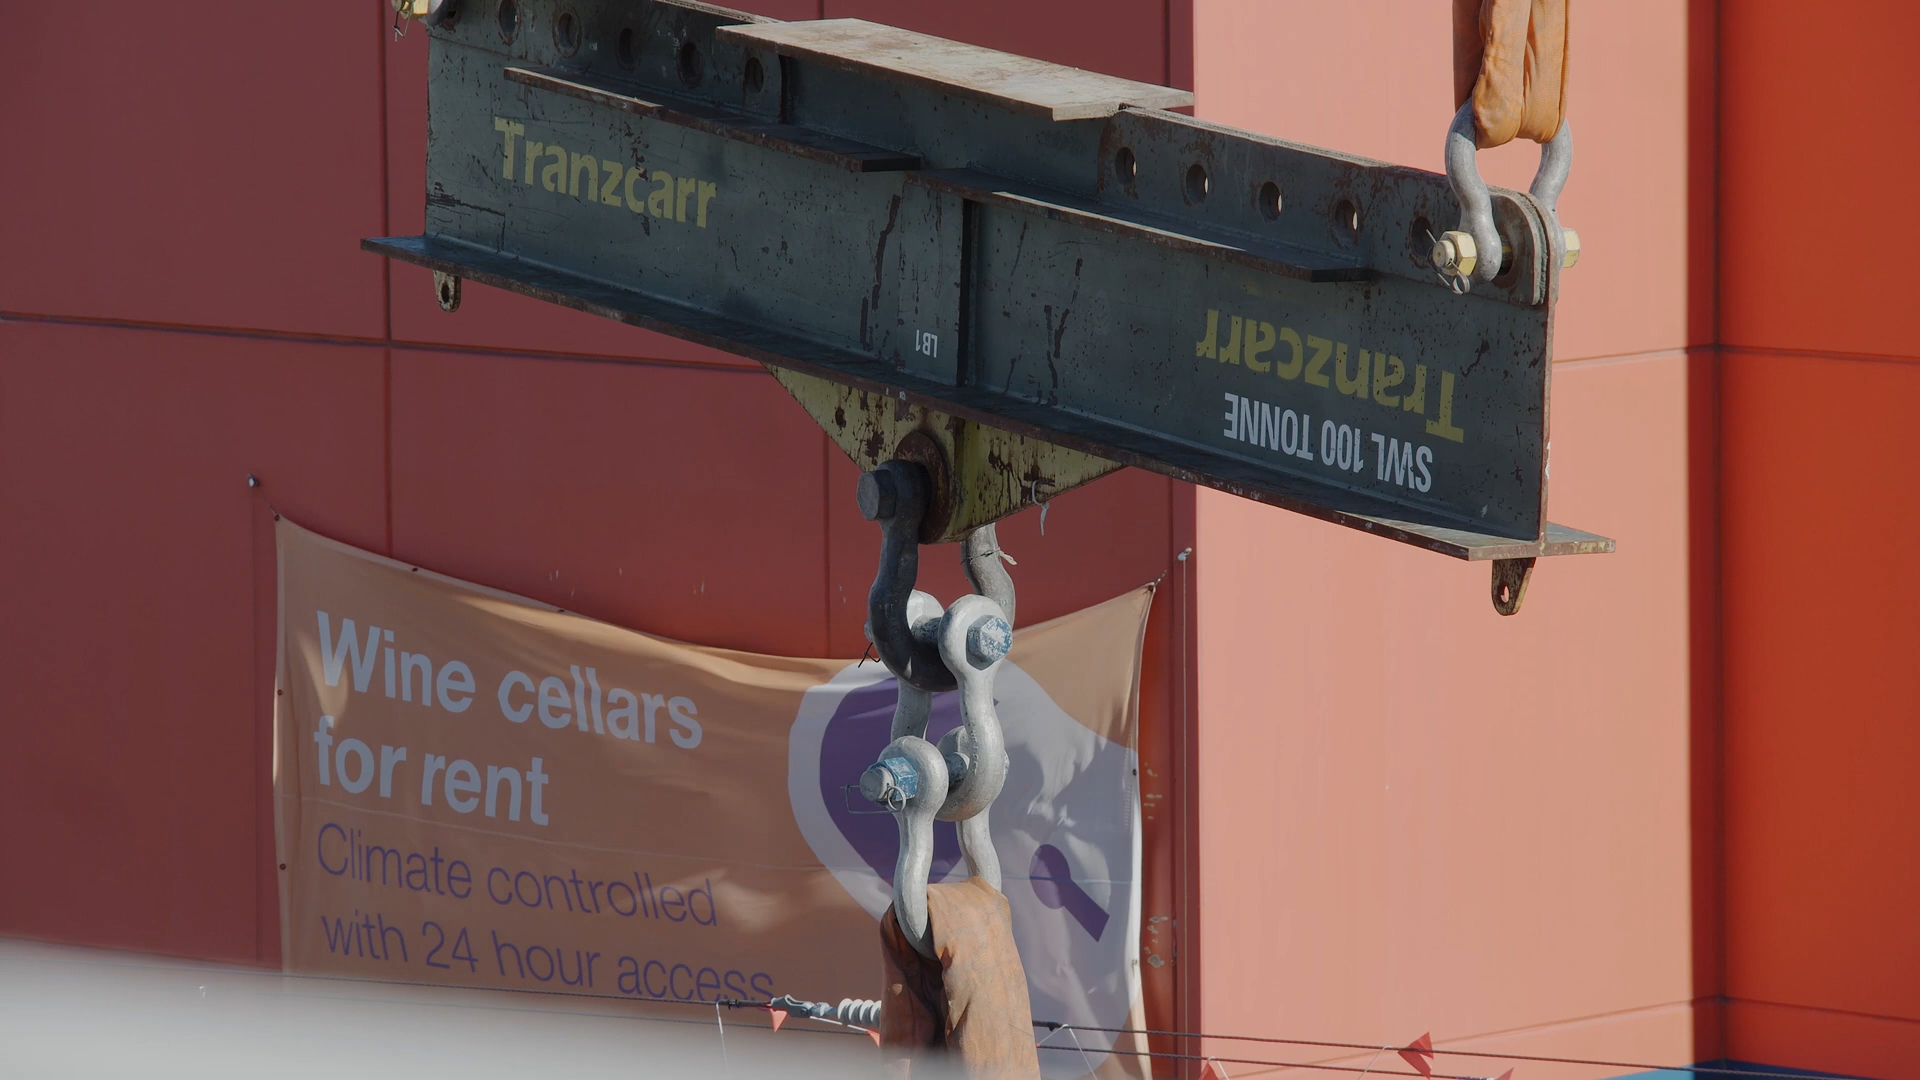 Tranzcarr
LB1
Tranzcarr
SWL 100 TONNE
Wine cellars
for rent
Climate controlled
with 24 hour access